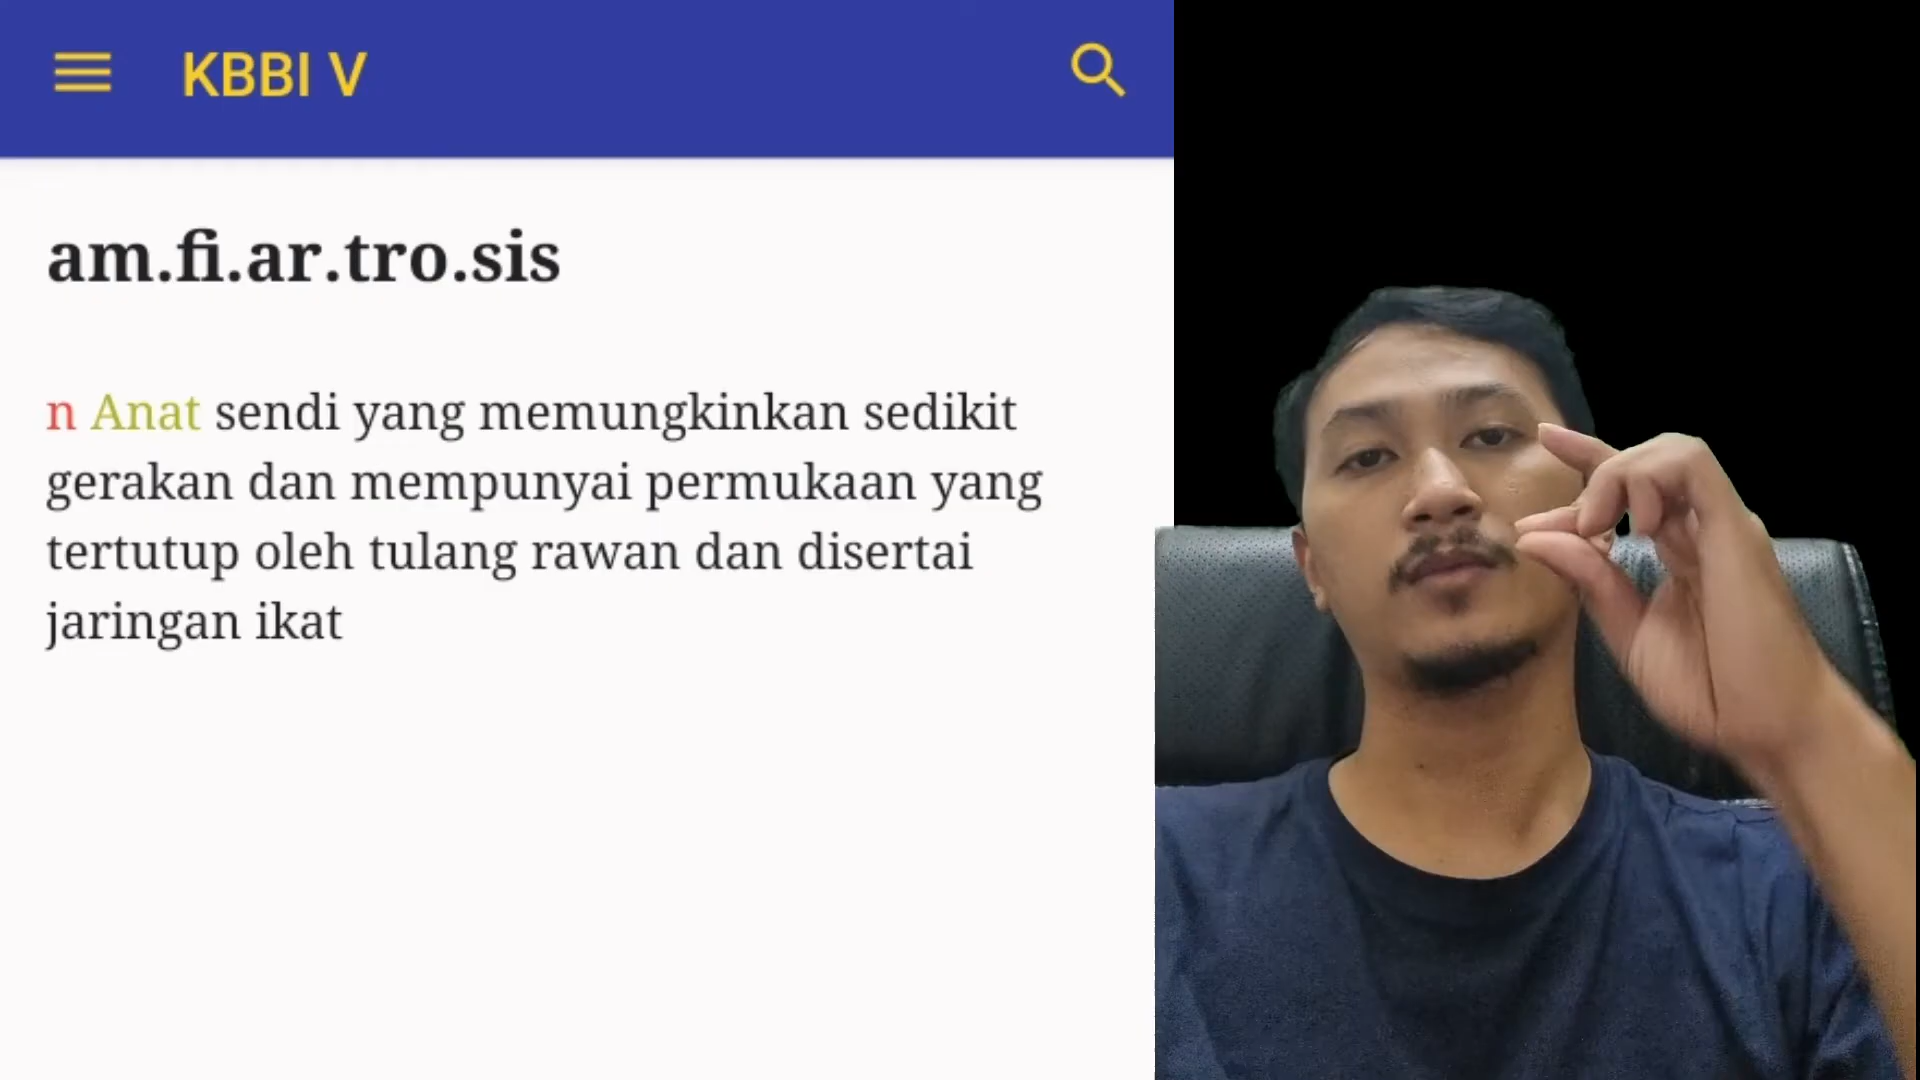 KBBI V
am.fi.ar.tro.sis
n Anat sendi yang memungkinkan sedikit
gerakan dan mempunyai permukaan yang
tertutup oleh tulang rawan dan disertai
jaringan ikat